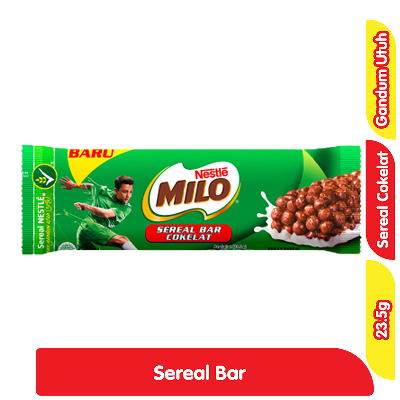 BARU
Sereal NESTLÉ
Nestlé
MILO
SEREAL BAR
COKELAT
Gandum Utuh
Sereal Cokelat
23.5g
Sereal Bar